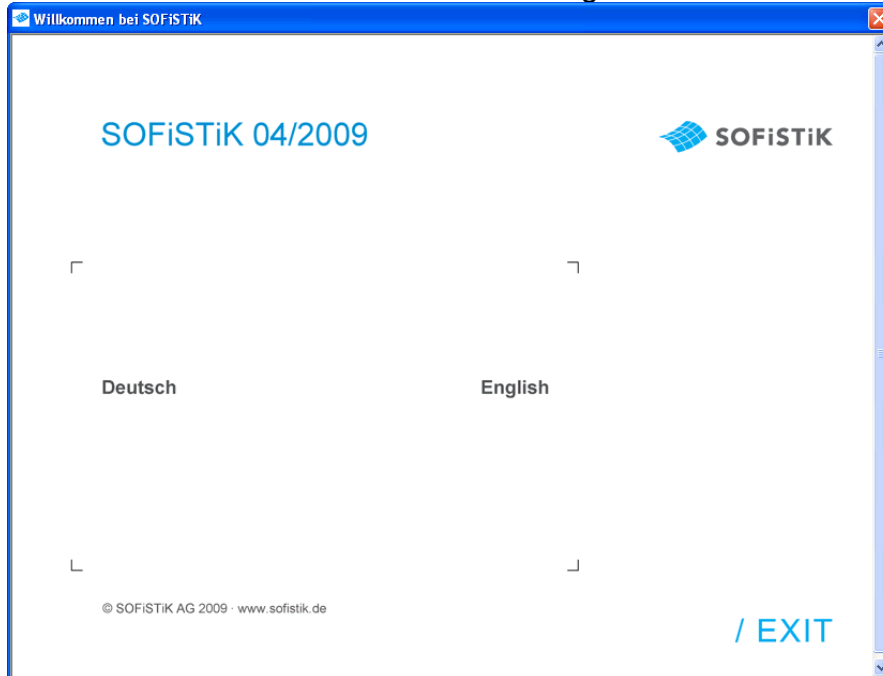 Willkommen bei SOFiSTiK
SOFiSTiK 04/2009
SOFiSTiK
Deutsch
English
© SOFiSTiK AG 2009 · www.sofistik.de
/ EXIT